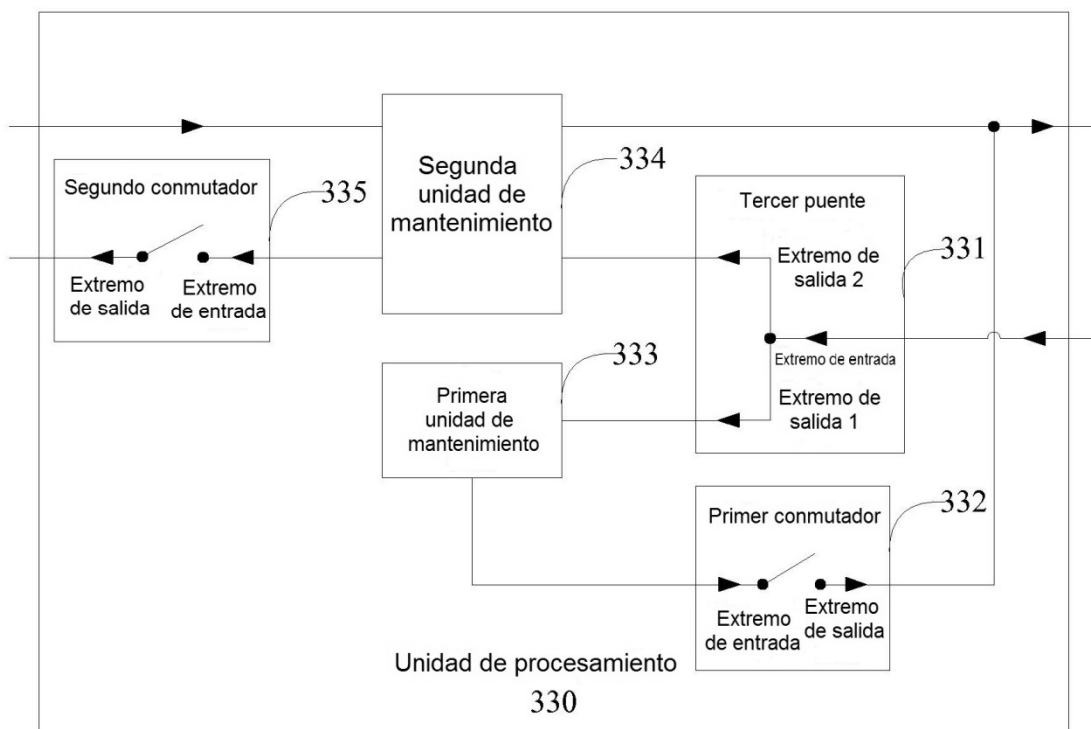 Segundo conmutador
335
Extremo
de salida
Extremo
de entrada
Segunda
unidad de
mantenimiento
334
Tercer puente
331
Extremo de
salida 2
Extremo de entrada
Extremo de
salida 1
333
Primera
unidad de
mantenimiento
Primer conmutador
332
Extremo
de entrada
Extremo
de salida
Unidad de procesamiento
330